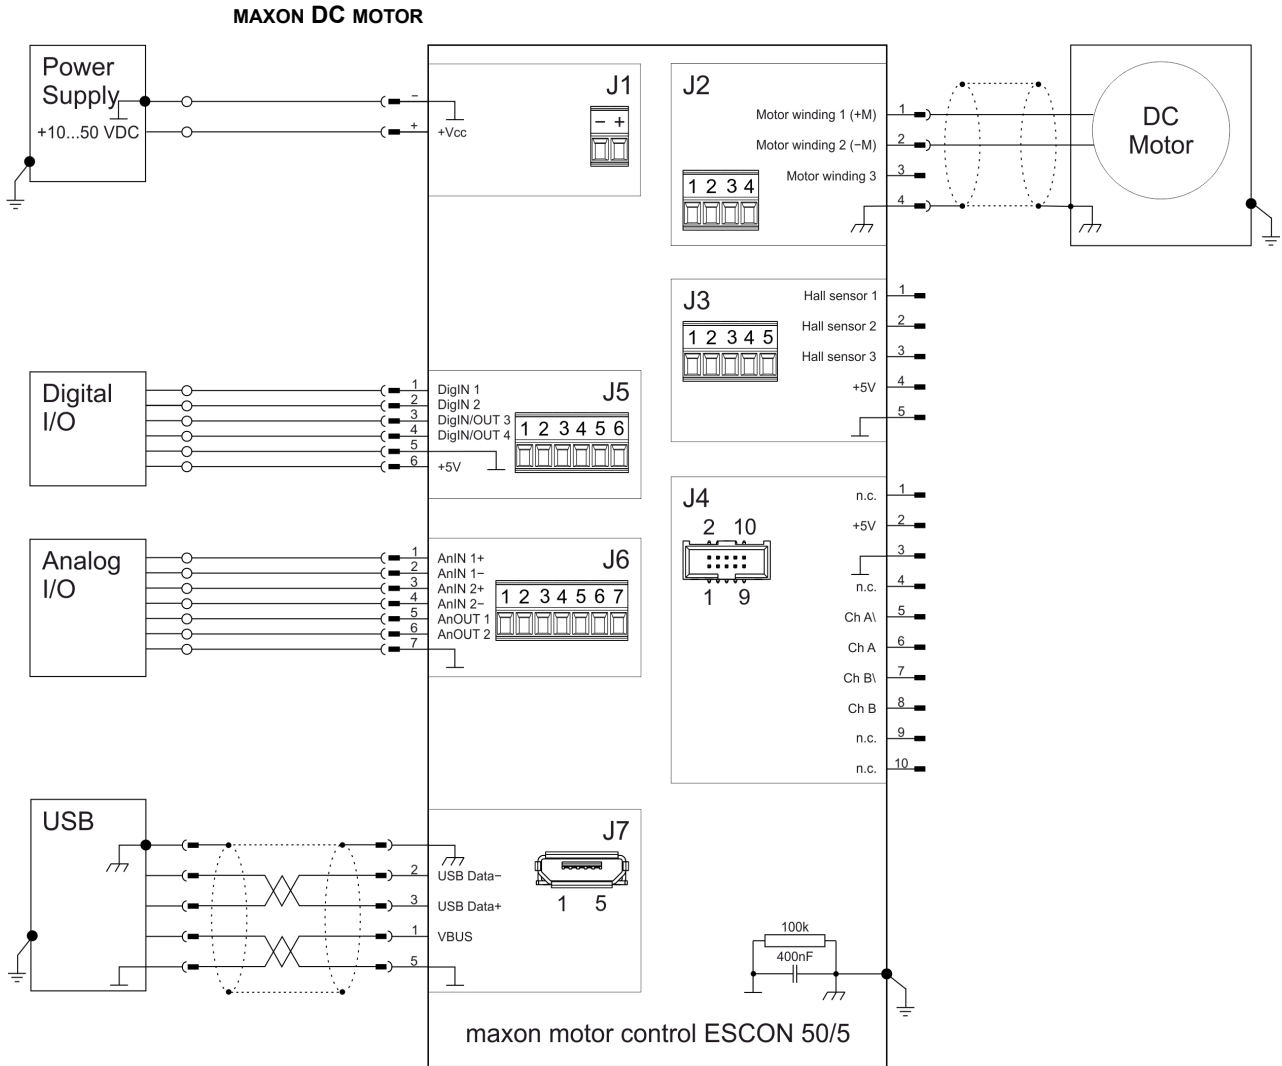 MAXON DC MOTOR
Power
Supply
+10...50 VDC
−
+
+Vcc
J1
− +
J2
1 2 3 4
Motor winding 1 (+M) 1
Motor winding 2 (−M) 2
Motor winding 3 3
4
DC
Motor
J3
1 2 3 4 5
Hall sensor 1 1
Hall sensor 2 2
Hall sensor 3 3
+5V 4
5
Digital
I/O
1 DigIN 1
2 DigIN 2
3 DigIN/OUT 3
4 DigIN/OUT 4
5
6 +5V
J5
1 2 3 4 5 6
J4
2 10
1 9
n.c. 1
+5V 2
3
n.c. 4
Ch A\ 5
Ch A 6
Ch B\ 7
Ch B 8
n.c. 9
n.c. 10
Analog
I/O
1 AnIN 1+
2 AnIN 1−
3 AnIN 2+
4 AnIN 2−
5 AnOUT 1
6 AnOUT 2
7
J6
1 2 3 4 5 6 7
USB
2 USB Data−
3 USB Data+
1 VBUS
5
J7
1 5
100k
400nF
maxon motor control ESCON 50/5